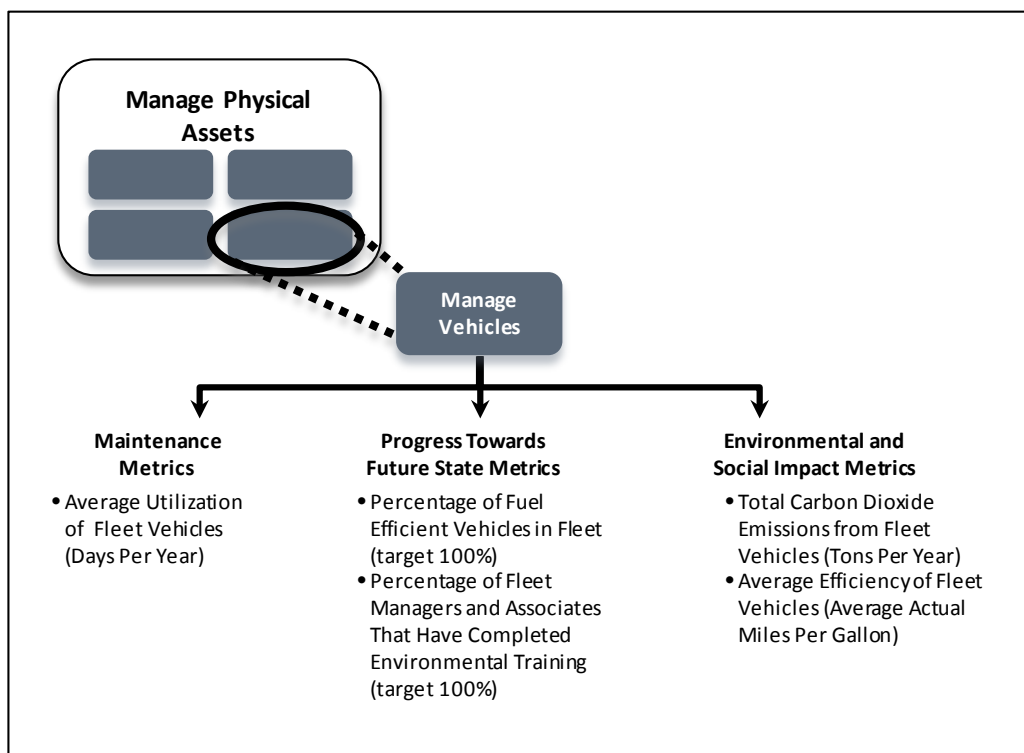 Manage Physical
Assets
Manage
Vehicles
Maintenance
Metrics
• Average Utilization
of Fleet Vehicles
(Days Per Year)
Progress Towards
Future State Metrics
• Percentage of Fuel
Efficient Vehicles in Fleet
(target 100%)
• Percentage of Fleet
Managers and Associates
That Have Completed
Environmental Training
(target 100%)
Environmental and
Social Impact Metrics
• Total Carbon Dioxide
Emissions from Fleet
Vehicles (Tons Per Year)
• Average Efficiency of Fleet
Vehicles (Average Actual
Miles Per Gallon)